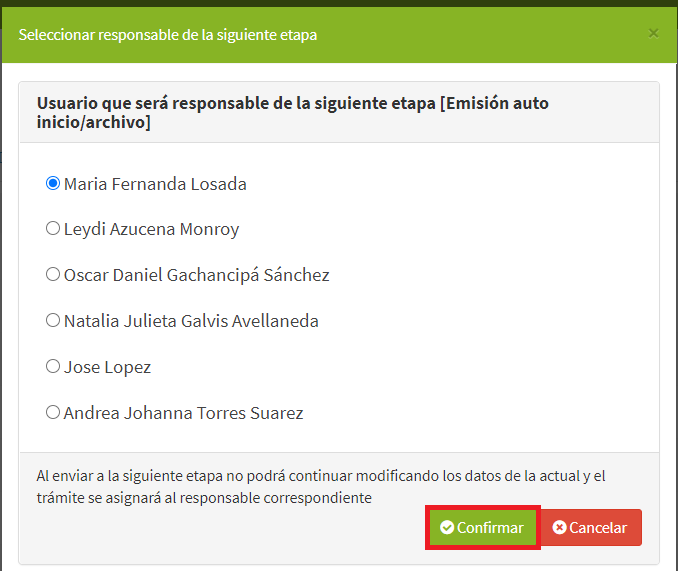 Seleccionar responsable de la siguiente etapa
×
Usuario que será responsable de la siguiente etapa [Emisión auto
inicio/archivo]
Maria Fernanda Losada
Leydi Azucena Monroy
Oscar Daniel Gachancipá Sánchez
Natalia Julieta Galvis Avellaneda
Jose Lopez
Andrea Johanna Torres Suarez
Al enviar a la siguiente etapa no podrá continuar modificando los datos de la actual y el
trámite se asignará al responsable correspondiente
Confirmar Cancelar